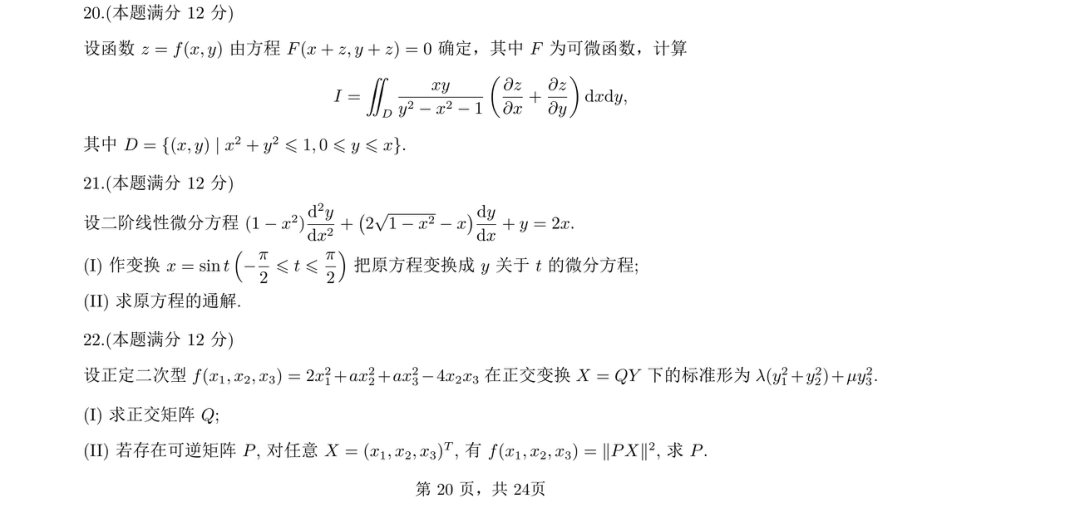 20.(本题满分 12 分)
设函数 z = f(x, y) 由方程 F(x + z, y + z) = 0 确定，其中 F 为可微函数，计算
I = ∬_D xy/(y² − x² − 1) (∂z/∂x + ∂z/∂y) dxdy,
其中 D = {(x, y) | x² + y² ⩽ 1, 0 ⩽ y ⩽ x}.
21.(本题满分 12 分)
设二阶线性微分方程 (1 − x²) d²y/dx² + (2√(1 − x²) − x) dy/dx + y = 2x.
(I) 作变换 x = sin t (−π/2 ⩽ t ⩽ π/2) 把原方程变换成 y 关于 t 的微分方程;
(II) 求原方程的通解.
22.(本题满分 12 分)
设正定二次型 f(x₁, x₂, x₃) = 2x₁² + ax₂² + ax₃² − 4x₂x₃ 在正交变换 X = QY 下的标准形为 λ(y₁² + y₂²) + μy₃².
(I) 求正交矩阵 Q;
(II) 若存在可逆矩阵 P, 对任意 X = (x₁, x₂, x₃)ᵀ, 有 f(x₁, x₂, x₃) = ‖PX‖², 求 P.
第 20 页，共 24页